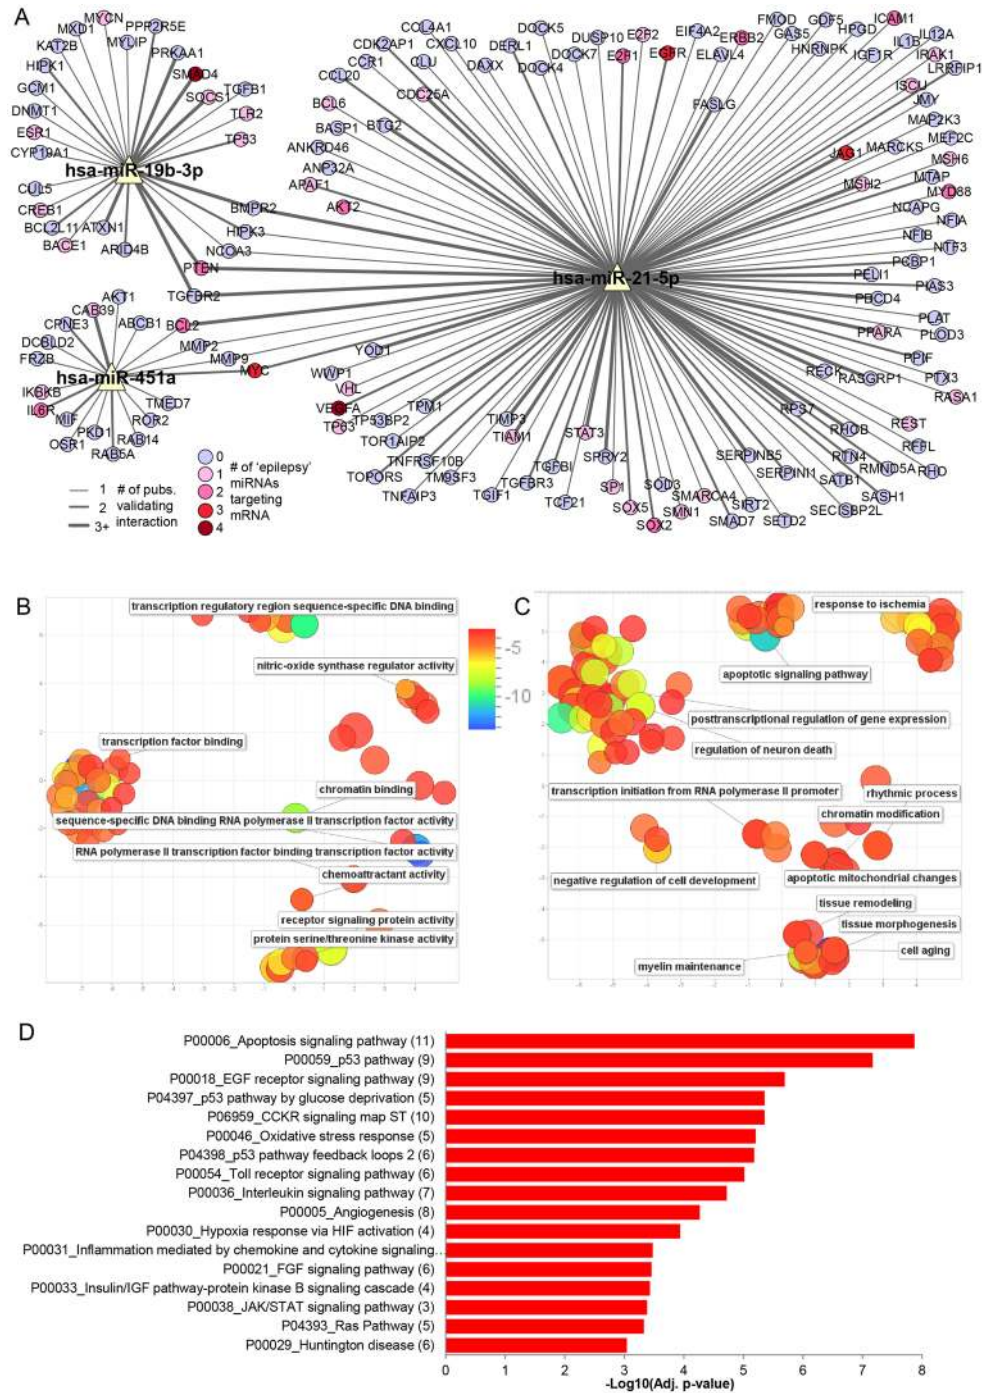 A
MYCN
MXD1
PPP2R5E
KAT2B
MYLIP
PRKAA1
HIPK1
SMAD4
GCM1
SOCS1
TGFB1
DNMT1
TLR2
ESR1
TP53
CYP19A1
hsa-miR-19b-3p
CUL5
CREB1
BMPR2
BCL2L11
ATXN1
HIPK3
BACE1
ARID4B
NCOA3
PTEN
TGFBR2
AKT1
CAB39
CPNE3
ABCB1
BCL2
DCBLD2
MMP2
FRZB
MMP9
hsa-miR-451a
MYC
IKBKB
IL6R
TMED7
MIF
ROR2
PKD1
OSR1
RAB14
RAB5A
CCL4A1
DOCK5
CDK2AP1
CXCL10
DERL1
CCR1
CLU
DAXX
DOCK4
DOCK7
DUSP10
CCL20
CDC25A
BCL6
BASP1
BTG2
ANKRD46
ANP32A
APAF1
AKT2
EIF4A2
E2F2
E2F1
EGFR
ERBB2
ELAVL4
FASLG
FMOD
GAS5
GDF5
HNRNPK
HPGD
ICAM1
IL1B
IL12A
IGF1R
IRAK1
LRRFIP1
ISCU
JMY
MAP2K3
MEF2C
JAG1
MARCKS
MSH6
MTAP
MSH2
MYD88
NCAPG
NFIA
NFIB
NTF3
PCBP1
PELI1
PIAS3
PDCD4
PLAT
PLOD3
PPARA
PPIF
PTX3
RECK
RASGRP1
RASA1
hsa-miR-21-5p
YOD1
WWP1
VHL
VEGFA
TP63
TP53BP2
TPM1
TIMP3
TIAM1
STAT3
TOR1AIP2
TNFRSF10B
TGFBI
SPRY2
TOPORS
TM9SF3
TGFBR3
SOD3
TNFAIP3
TGIF1
TCF21
SP1
SOX5
SOX2
SMARCA4
SMN1
SMAD7
SIRT2
SETD2
SERPINB5
SERPINI1
RPS7
RHOB
REST
RTN4
RFFL
RMND5A
RHO
SATB1
SASH1
SECISBP2L
1
2
3+
# of pubs.
validating
interaction
0
1
2
3
4
# of 'epilepsy'
miRNAs
targeting
mRNA
B
transcription regulatory region sequence-specific DNA binding
nitric-oxide synthase regulator activity
transcription factor binding
chromatin binding
sequence-specific DNA binding RNA polymerase II transcription factor activity
RNA polymerase II transcription factor binding transcription factor activity
chemoattractant activity
receptor signaling protein activity
protein serine/threonine kinase activity
-5
-10
C
response to ischemia
apoptotic signaling pathway
posttranscriptional regulation of gene expression
regulation of neuron death
transcription initiation from RNA polymerase II promoter
rhythmic process
chromatin modification
negative regulation of cell development
apoptotic mitochondrial changes
tissue remodeling
tissue morphogenesis
myelin maintenance
cell aging
D
P00006_Apoptosis signaling pathway (11)
P00059_p53 pathway (9)
P00018_EGF receptor signaling pathway (9)
P04397_p53 pathway by glucose deprivation (5)
P06959_CCKR signaling map ST (10)
P00046_Oxidative stress response (5)
P04398_p53 pathway feedback loops 2 (6)
P00054_Toll receptor signaling pathway (6)
P00036_Interleukin signaling pathway (7)
P00005_Angiogenesis (8)
P00030_Hypoxia response via HIF activation (4)
P00031_Inflammation mediated by chemokine and cytokine signaling...
P00021_FGF signaling pathway (6)
P00033_Insulin/IGF pathway-protein kinase B signaling cascade (4)
P00038_JAK/STAT signaling pathway (3)
P04393_Ras Pathway (5)
P00029_Huntington disease (6)
0 1 2 3 4 5 6 7 8
-Log10(Adj. p-value)